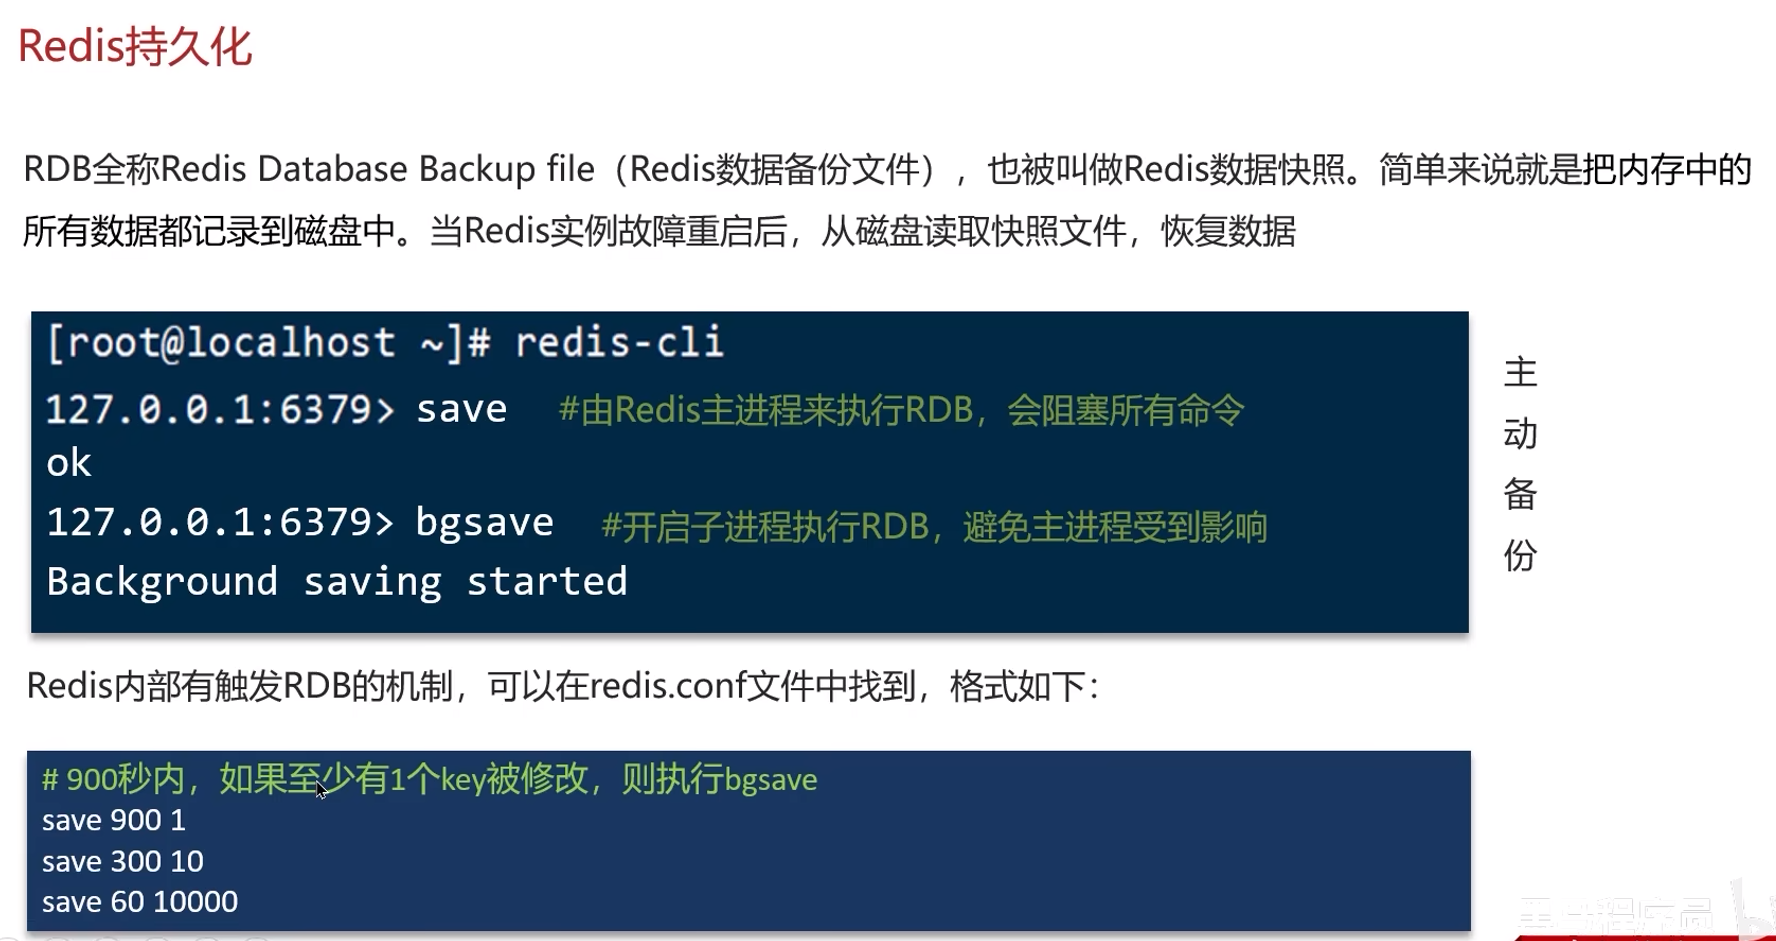 Redis持久化
RDB全称Redis Database Backup file（Redis数据备份文件），也被叫做Redis数据快照。简单来说就是把内存中的
所有数据都记录到磁盘中。当Redis实例故障重启后，从磁盘读取快照文件，恢复数据
[root@localhost ~]# redis-cli
127.0.0.1:6379> save #由Redis主进程来执行RDB，会阻塞所有命令
ok
127.0.0.1:6379> bgsave #开启子进程执行RDB，避免主进程受到影响
Background saving started
主
动
备
份
Redis内部有触发RDB的机制，可以在redis.conf文件中找到，格式如下：
# 900秒内，如果至少有1个key被修改，则执行bgsave
save 900 1
save 300 10
save 60 10000